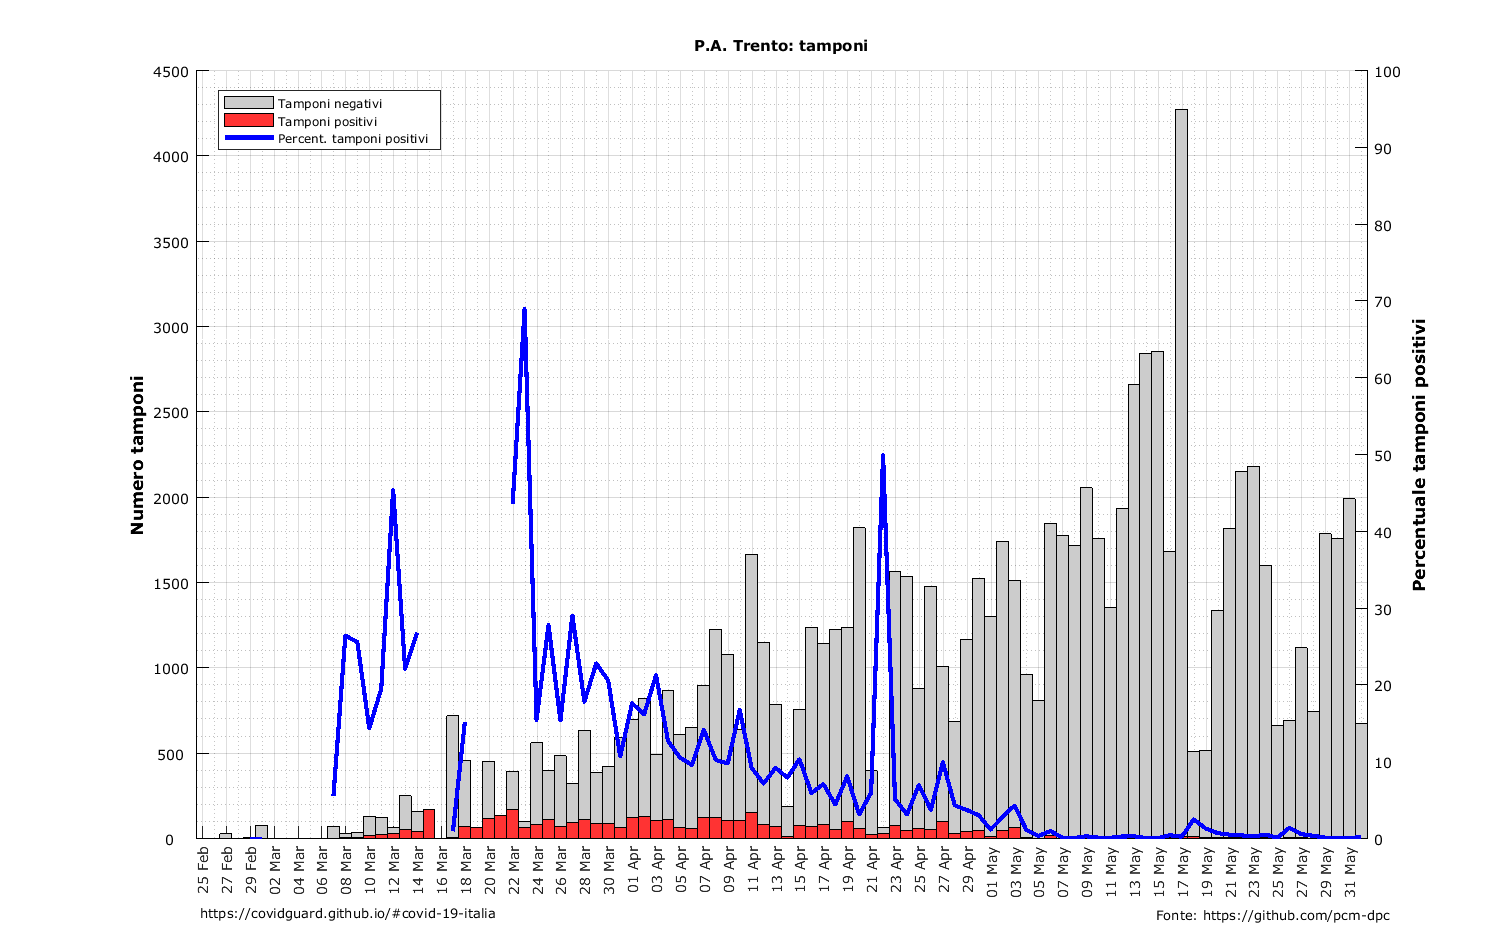 P.A. Trento: tamponi
Tamponi negativi
Tamponi positivi
Percent. tamponi positivi
Numero tamponi
4500
4000
3500
3000
2500
2000
1500
1000
500
0
100
90
80
70
60
50
40
30
20
10
0
Percentuale tamponi positivi
25 Feb
27 Feb
29 Feb
02 Mar
04 Mar
06 Mar
08 Mar
10 Mar
12 Mar
14 Mar
16 Mar
18 Mar
20 Mar
22 Mar
24 Mar
26 Mar
28 Mar
30 Mar
01 Apr
03 Apr
05 Apr
07 Apr
09 Apr
11 Apr
13 Apr
15 Apr
17 Apr
19 Apr
21 Apr
23 Apr
25 Apr
27 Apr
29 Apr
01 May
03 May
05 May
07 May
09 May
11 May
13 May
15 May
17 May
19 May
21 May
23 May
25 May
27 May
29 May
31 May
https://covidguard.github.io/#covid-19-italia
Fonte: https://github.com/pcm-dpc